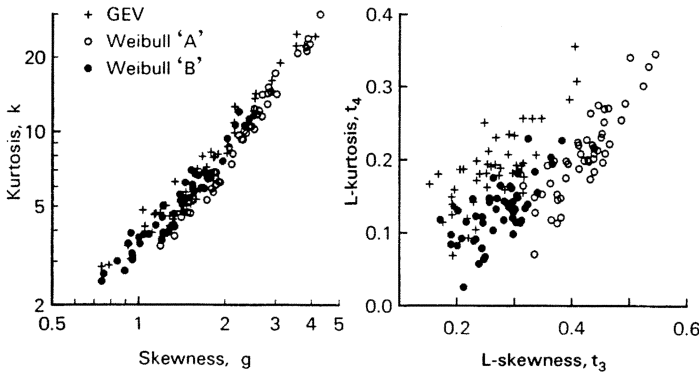 + GEV
○ Weibull ‘A’
● Weibull ‘B’
Kurtosis, k
20
10
5
2
0.5 1 2 3 4 5
Skewness, g
L-kurtosis, t₄
0.4
0.3
0.2
0.1
0.0
0.2 0.4 0.6
L-skewness, t₃